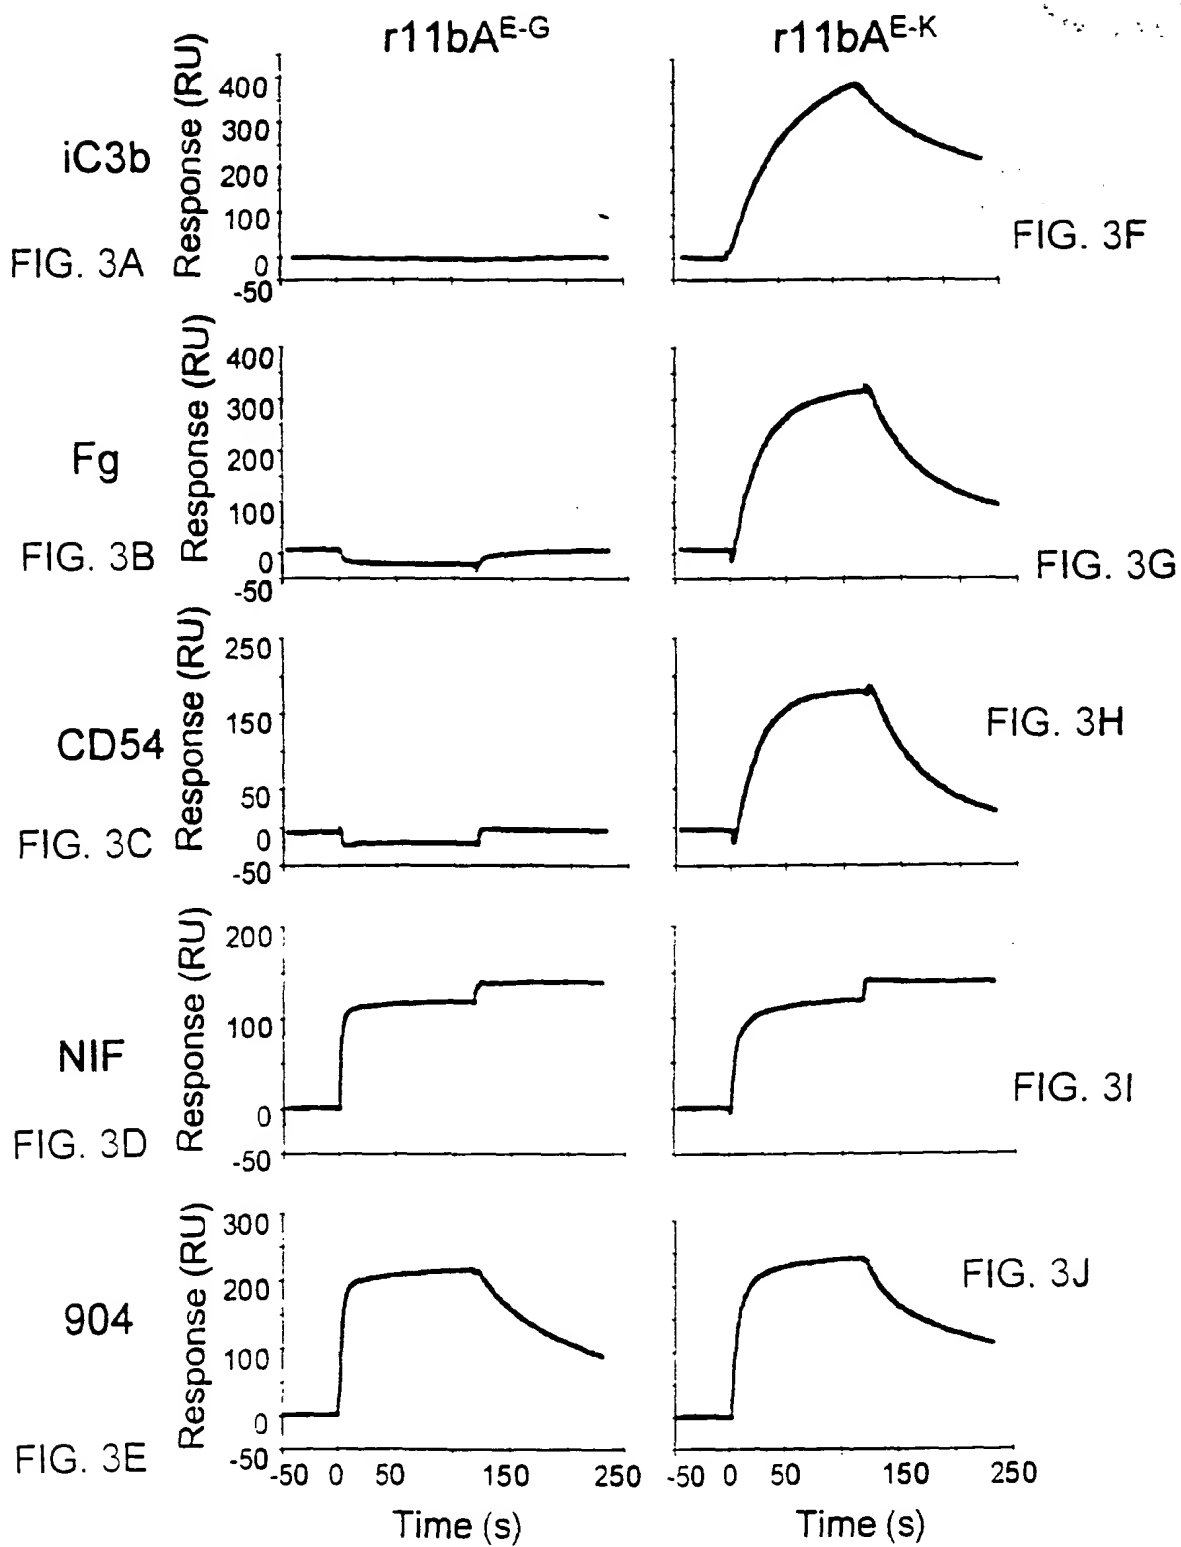 r11bA^E-G r11bA^E-K
iC3b
FIG. 3A
Response (RU)
400
300
200
100
0
-50
FIG. 3F
Fg
FIG. 3B
Response (RU)
400
300
200
100
0
-50
FIG. 3G
CD54
FIG. 3C
Response (RU)
250
150
50
0
-50
FIG. 3H
NIF
FIG. 3D
Response (RU)
200
100
0
-50
FIG. 3I
904
FIG. 3E
Response (RU)
300
200
100
0
-50
FIG. 3J
-50 0 50 150 250 -50 0 50 150 250
Time (s) Time (s)